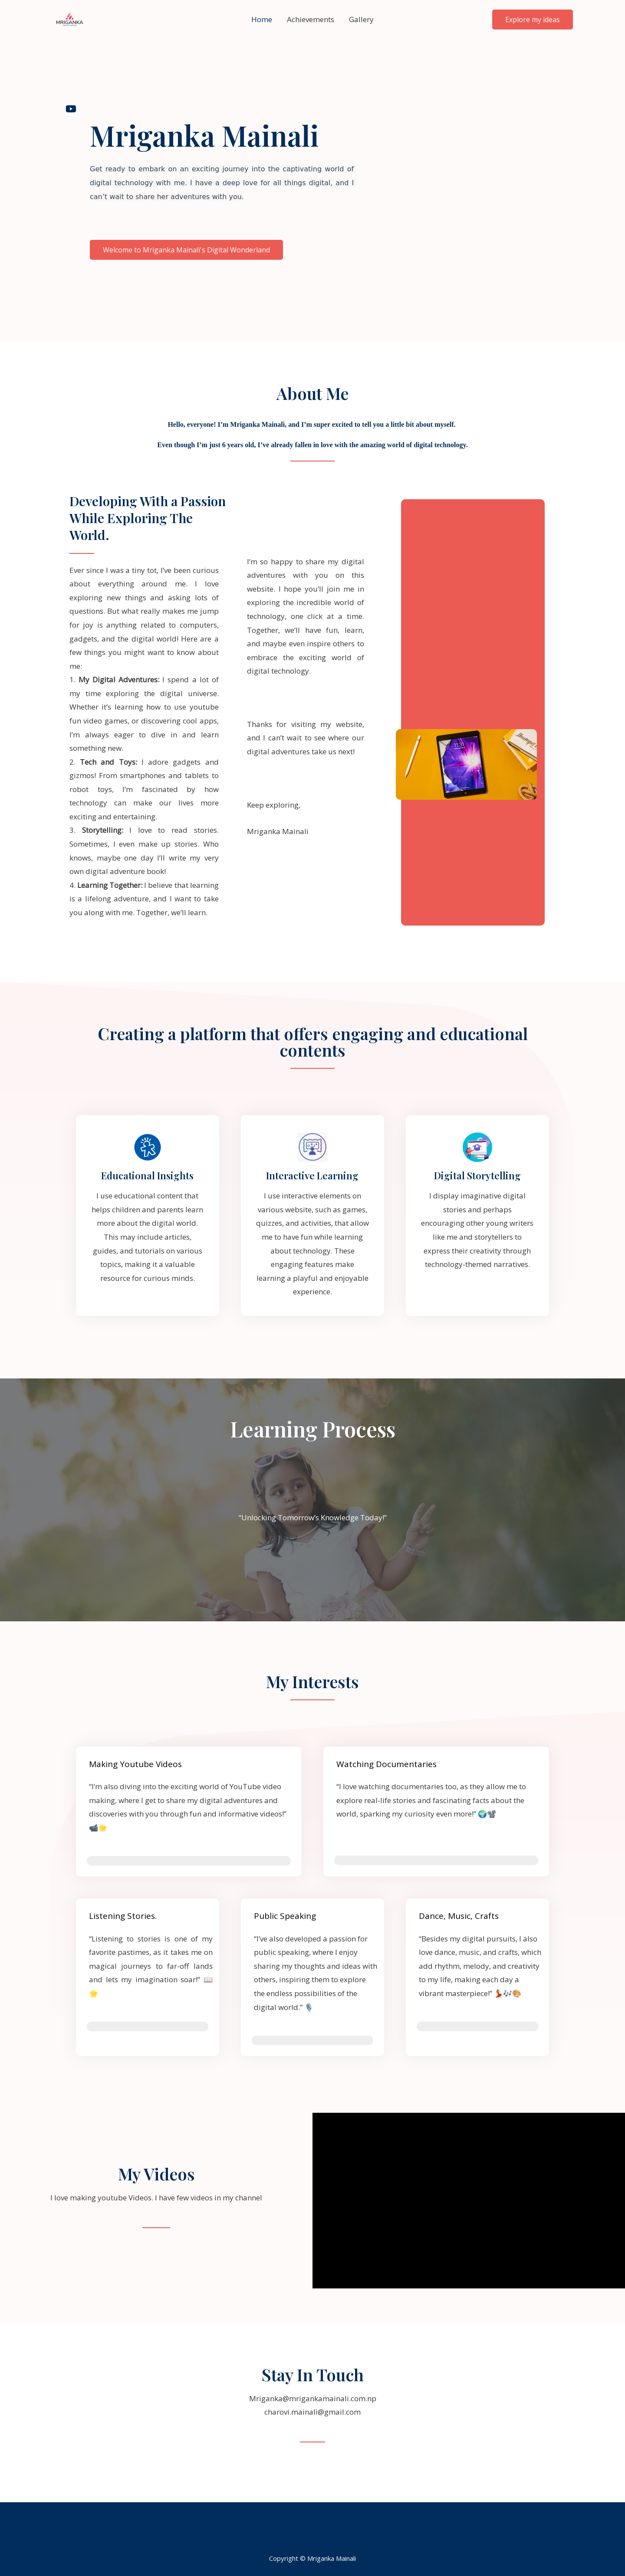 MRIGANKA
Home Achievements Gallery
Explore my ideas
Mriganka Mainali
Get ready to embark on an exciting journey into the captivating world of
digital technology with me. I have a deep love for all things digital, and I
can't wait to share her adventures with you.
Welcome to Mriganka Mainali's Digital Wonderland
About Me
Hello, everyone! I'm Mriganka Mainali, and I'm super excited to tell you a little bit about myself.
Even though I'm just 6 years old, I've already fallen in love with the amazing world of digital technology.
Developing With a Passion
While Exploring The
World.
Ever since I was a tiny tot, I've been curious
about everything around me. I love
exploring new things and asking lots of
questions. But what really makes me jump
for joy is anything related to computers,
gadgets, and the digital world! Here are a
few things you might want to know about
me:
1. My Digital Adventures: I spend a lot of
my time exploring the digital universe.
Whether it's learning how to use youtube
fun video games, or discovering cool apps,
I'm always eager to dive in and learn
something new.
2. Tech and Toys: I adore gadgets and
gizmos! From smartphones and tablets to
robot toys, I'm fascinated by how
technology can make our lives more
exciting and entertaining.
3. Storytelling: I love to read stories.
Sometimes, I even make up stories. Who
knows, maybe one day I'll write my very
own digital adventure book!
4. Learning Together: I believe that learning
is a lifelong adventure, and I want to take
you along with me. Together, we'll learn.
I'm so happy to share my digital
adventures with you on this
website. I hope you'll join me in
exploring the incredible world of
technology, one click at a time.
Together, we'll have fun, learn,
and maybe even inspire others to
embrace the exciting world of
digital technology.
Thanks for visiting my website,
and I can't wait to see where our
digital adventures take us next!
Keep exploring,
Mriganka Mainali
Creating a platform that offers engaging and educational
contents
Educational Insights
I use educational content that
helps children and parents learn
more about the digital world.
This may include articles,
guides, and tutorials on various
topics, making it a valuable
resource for curious minds.
Interactive Learning
I use interactive elements on
various website, such as games,
quizzes, and activities, that allow
me to have fun while learning
about technology. These
engaging features make
learning a playful and enjoyable
experience.
Digital Storytelling
I display imaginative digital
stories and perhaps
encouraging other young writers
like me and storytellers to
express their creativity through
technology-themed narratives.
Learning Process
"Unlocking Tomorrow's Knowledge Today!"
My Interests
Making Youtube Videos
"I'm also diving into the exciting world of YouTube video
making, where I get to share my digital adventures and
discoveries with you through fun and informative videos!"
📹🌟
Watching Documentaries
"I love watching documentaries too, as they allow me to
explore real-life stories and fascinating facts about the
world, sparking my curiosity even more!" 🌍📽️
Listening Stories.
"Listening to stories is one of my
favorite pastimes, as it takes me on
magical journeys to far-off lands
and lets my imagination soar!" 📖
🌟
Public Speaking
"I've also developed a passion for
public speaking, where I enjoy
sharing my thoughts and ideas with
others, inspiring them to explore
the endless possibilities of the
digital world." 🎙️
Dance, Music, Crafts
"Besides my digital pursuits, I also
love dance, music, and crafts, which
add rhythm, melody, and creativity
to my life, making each day a
vibrant masterpiece!" 💃🎶🎨
My Videos
I love making youtube Videos. I have few videos in my channel
Stay In Touch
Mriganka@mrigankamainali.com.np
charovi.mainali@gmail.com
Copyright © Mriganka Mainali